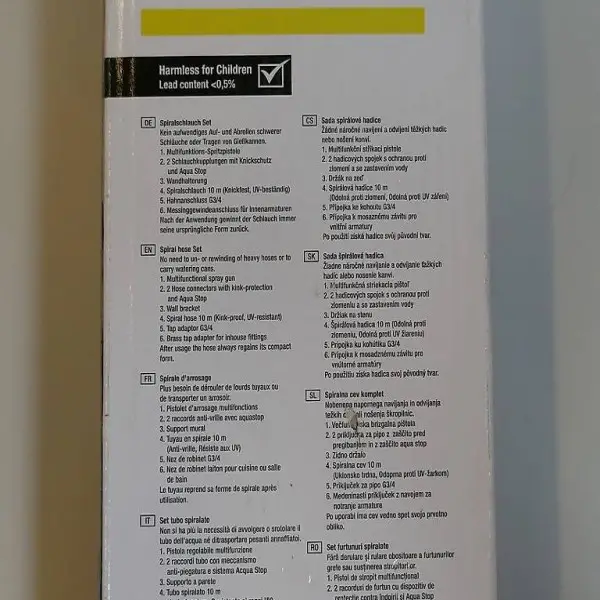 Harmless for Children
Lead content <0,5%
DE Spiralschlauch Set
Kein aufwendiges Auf- und Abrollen schwerer
Schläuche oder Tragen von Gießkannen.
1. Multifunktions-Spritzpistole
2. 2 Schlauchkupplungen mit Knickschutz
und Aqua Stop
3. Wandhalterung
4. Spiralschlauch 10 m (Knickfest, UV-beständig)
5. Hahnanschluss G3/4
6. Messinggewindeanschluss für Innenarmaturen
Nach der Anwendung gewinnt der Schlauch immer
seine ursprüngliche Form zurück.
EN Spiral hose Set
No need to un- or rewinding of heavy hoses or to
carry watering cans.
1. Multifunctional spray gun
2. 2 Hose connectors with kink-protection
and Aqua Stop
3. Wall bracket
4. Spiral hose 10 m (Kink-proof, UV-resistant)
5. Tap adaptor G3/4
6. Brass tap adapter for inhouse fittings
After usage the hose always regains its compact
form.
FR Spirale d'arrosage
Plus besoin de dérouler de lourds tuyaux ou
de transporter un arrosoir.
1. Pistolet d'arrosage multifonctions
2. 2 raccords anti-vrille avec aquastop
3. Support mural
4. Tuyau en spirale 10 m
(Anti-vrille, Résiste aux UV)
5. Nez de robinet G3/4
6. Nez de robinet laiton pour cuisine ou salle
de bain
Le tuyau reprend sa forme de spirale après
utilisation.
IT Set tubo spiralato
Non si ha più la necessità di avvolgere o srotolare il
tubo dell'acqua né ditrasportare pesanti annaffiatoi.
1. Pistola regolabile multifunzione
2. 2 raccordi tubo con meccanismo
anti-piegatura e sistema Acqua Stop
3. Supporto a parete
4. Tubo spiralato 10 m
CS Sada spirálové hadice
Žádné náročné navíjení a odvíjení těžkých hadic
nebo nošení konví.
1. Multifunkční stříkací pistole
2. 2 hadicových spojek s ochranou proti
zlomení a se zastavením vody
3. Držák na zeď
4. Spirálová hadice 10 m
(Odolná proti zlomení, Odolná proti UV záření)
5. Přípojka ke kohoutu G3/4
6. Přípojka k mosaznému závitu pro
vnitřní armatury
Po použití získá hadice svůj původní tvar.
SK Sada špirálová hadica
Žiadne náročné navíjanie a odvíjanie ťažkých
hadíc alebo nosenie kanví.
1. Multifunkčná striekacia pištoľ
2. 2 hadicových spojok s ochranou proti
zlomeniu a so zastavením vody
3. Držiak na stenu
4. Špirálová hadica 10 m (Odolná proti
zlomeniu, Odolná proti UV žiareniu)
5. Prípojka ku kohútiku G3/4
6. Prípojka k mosadznému závitu pro
vnútorné armatúry
Po použitiu získa hadica svoj pôvodný tvar.
SL Spiralna cev komplet
Nobenega napornega navijanja in odvijanja
težkih nošenja škropilnic.
1. brizgalna pištola
2. 2 priključka za pipo z zaščito pred
pregibanjem in z zaščito aqua stop
3. Zidno držalo
4. Spiralna cev 10 m
(Uklonsko trdna, Odporna proti UV-žarkom)
5. Priključek za pipo G3/4
6. Medeninasti priključek z navojem za
notranje armature
Po uporabi ima cev vedno spet svojo prvotno
obliko.
RO Set furtunuri spiralate
Fără derulare și rulare obositoare a furtunurilor
grele sau susținerea stropitorilor.
1. Pistol de stropit multifuncțional
2. 2 racorduri de furtun cu dispozitiv de
protecție contra îndoirii și Aqua Stop